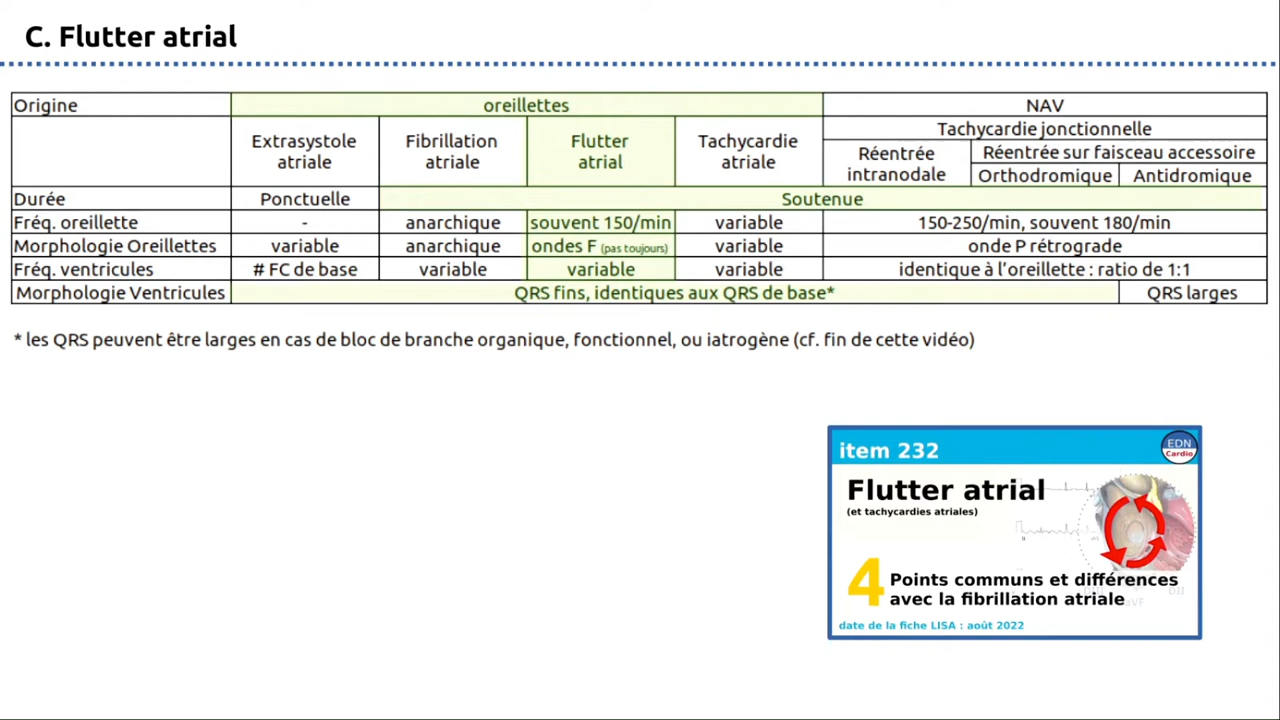 C. Flutter atrial
Origine oreillettes NAV
Extrasystole atriale Fibrillation atriale Flutter atrial Tachycardie atriale Tachycardie jonctionnelle
Réentrée intranodale Réentrée sur faisceau accessoire
Orthodromique Antidromique
Durée Ponctuelle Soutenue
Fréq. oreillette - anarchique souvent 150/min variable 150-250/min, souvent 180/min
Morphologie Oreillettes variable anarchique ondes F (pas toujours) variable onde P rétrograde
Fréq. ventricules # FC de base variable variable variable identique à l'oreillette : ratio de 1:1
Morphologie Ventricules QRS fins, identiques aux QRS de base* QRS larges
* les QRS peuvent être larges en cas de bloc de branche organique, fonctionnel, ou iatrogène (cf. fin de cette vidéo)
item 232
EDN
Cardio
Flutter atrial
(et tachycardies atriales)
4 Points communs et différences
avec la fibrillation atriale
date de la fiche LISA : août 2022